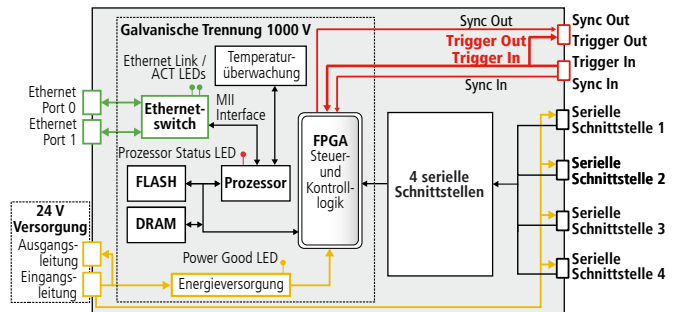 Galvanische Trennung 1000 V
Sync Out
Sync Out
Trigger Out
Trigger Out
Trigger In
Trigger In
Sync In
Sync In
Ethernet Link /
ACT LEDs
Temperatur-
überwachung
Ethernet
Port 0
Ethernet
Port 1
Ethernet-
switch
MII
Interface
Prozessor Status LED
FLASH
Prozessor
DRAM
FPGA
Steuer-
und
Kontroll-
logik
4 serielle
Schnittstellen
Serielle
Schnittstelle 1
Serielle
Schnittstelle 2
Serielle
Schnittstelle 3
Serielle
Schnittstelle 4
24 V
Versorgung
Ausgangs-
leitung
Eingangs-
leitung
Power Good LED
Energieversorgung